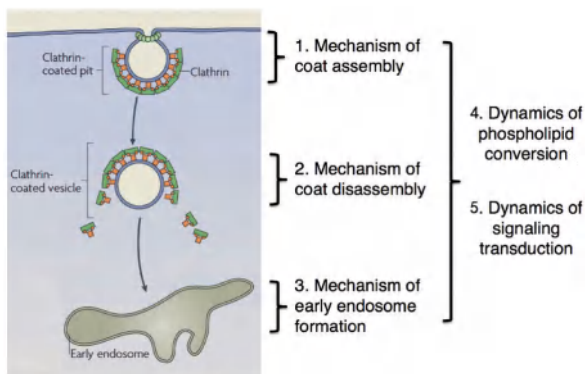 Clathrin-
coated pit
Clathrin
1. Mechanism of
coat assembly
Clathrin-
coated vesicle
2. Mechanism of
coat disassembly
3. Mechanism of
early endosome
formation
Early endosome
4. Dynamics of
phospholipid
conversion
5. Dynamics of
signaling
transduction